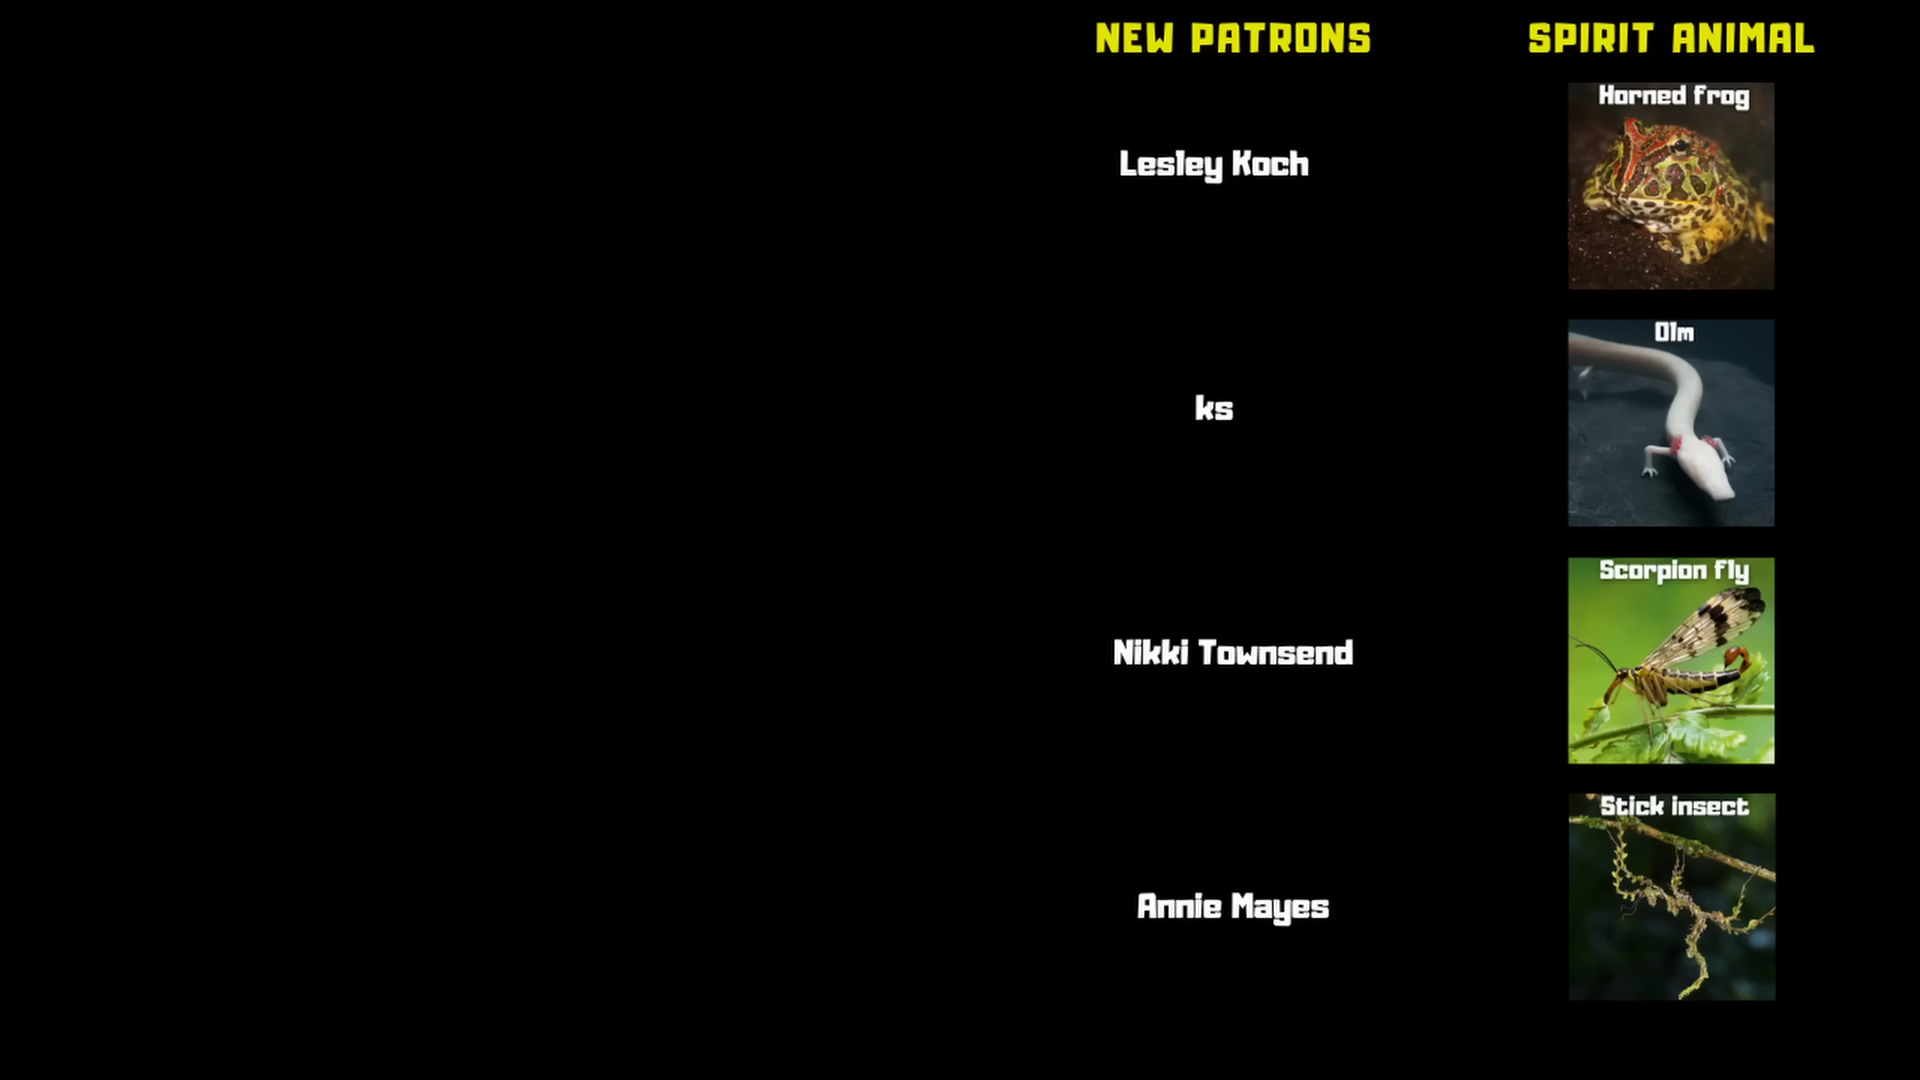 NEW PATRONS SPIRIT ANIMAL
Horned frog
Lesley Koch
Olm
ks
Scorpion fly
Nikki Townsend
Stick insect
Annie Mayes